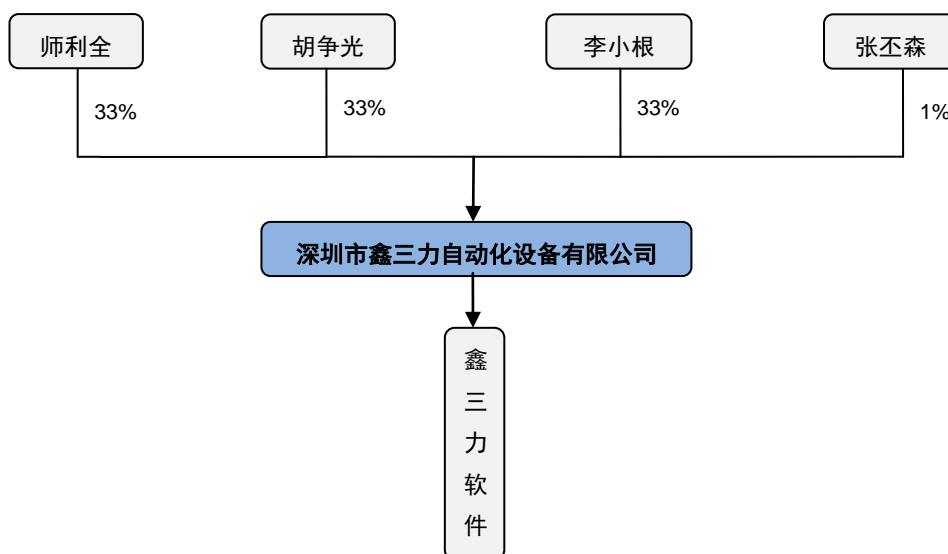 师利全
胡争光
李小根
张丕森
33%
33%
33%
1%
深圳市鑫三力自动化设备有限公司
鑫
三
力
软
件